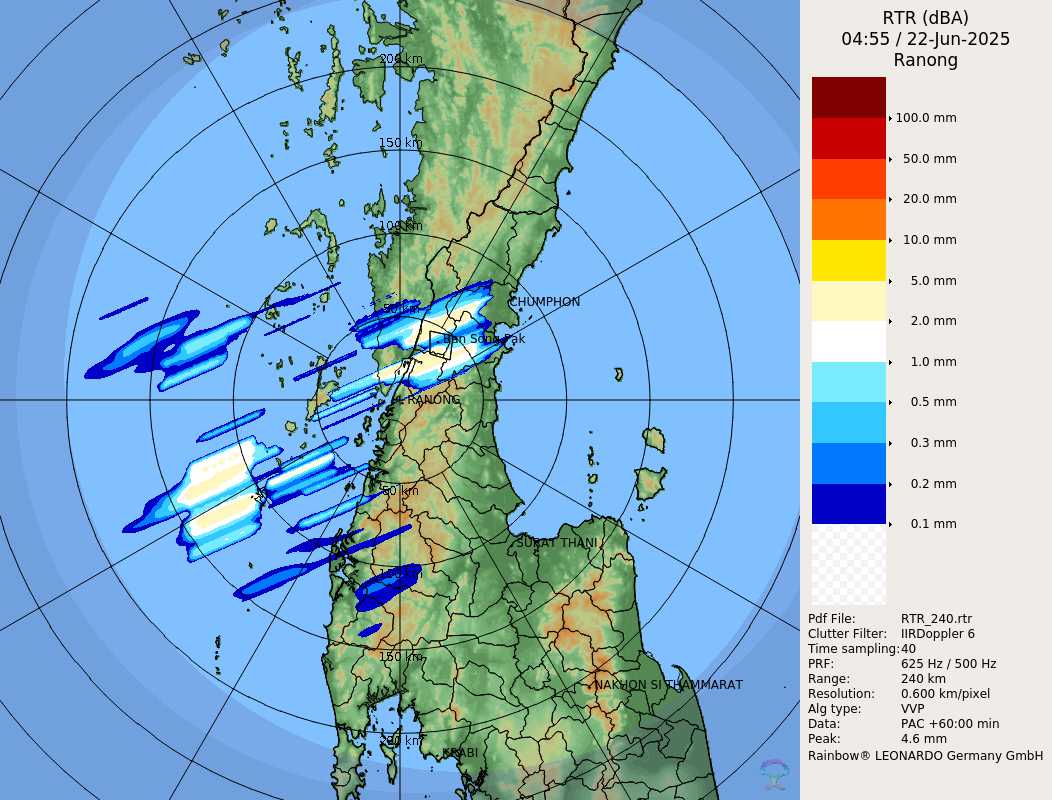 RTR (dBA)
04:55 / 22-Jun-2025
Ranong
100.0 mm
50.0 mm
20.0 mm
10.0 mm
5.0 mm
2.0 mm
1.0 mm
0.5 mm
0.3 mm
0.2 mm
0.1 mm
Pdf File: RTR_240.rtr
Clutter Filter: IIRDoppler 6
Time sampling:40
PRF: 625 Hz / 500 Hz
Range: 240 km
Resolution: 0.600 km/pixel
Alg type: VVP
Data: PAC +60:00 min
Peak: 4.6 mm
Rainbow® LEONARDO Germany GmbH
200 km
150 km
100 km
50 km
CHUMPHON
Ban Song Pak
RANONG
50 km
SURAT THANI
100 km
150 km
NAKHON SI THAMMARAT
200 km
KRABI